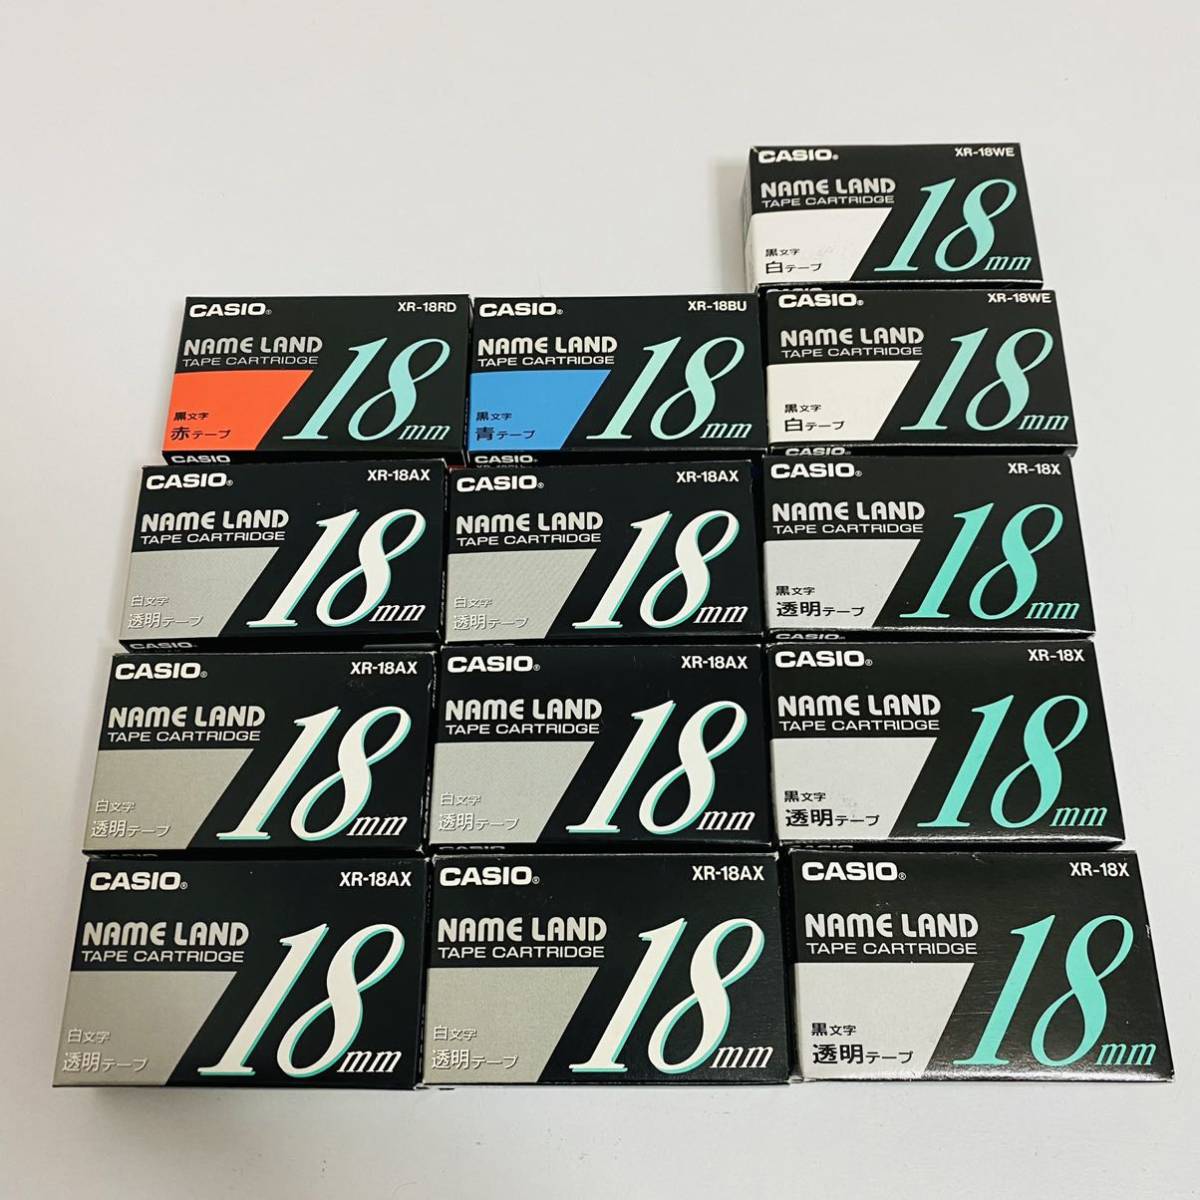 CASIO® XR-18WE
NAME LAND
TAPE CARTRIDGE
黒文字
白テープ
18mm
CASIO® XR-18RD
NAME LAND
TAPE CARTRIDGE
黒文字
赤テープ
18mm
CASIO® XR-18BU
NAME LAND
TAPE CARTRIDGE
黒文字
青テープ
18mm
CASIO® XR-18WE
NAME LAND
TAPE CARTRIDGE
黒文字
白テープ
18mm
CASIO
CASIO® XR-18AX
NAME LAND
TAPE CARTRIDGE
白文字
透明テープ
18mm
CASIO® XR-18AX
NAME LAND
TAPE CARTRIDGE
白文字
透明テープ
18mm
CASIO® XR-18X
NAME LAND
TAPE CARTRIDGE
黒文字
透明テープ
18mm
CASIO® XR-18AX
NAME LAND
TAPE CARTRIDGE
白文字
透明テープ
18mm
CASIO® XR-18AX
NAME LAND
TAPE CARTRIDGE
白文字
透明テープ
18mm
CASIO® XR-18X
NAME LAND
TAPE CARTRIDGE
黒文字
透明テープ
18mm
CASIO® XR-18AX
NAME LAND
TAPE CARTRIDGE
白文字
透明テープ
18mm
CASIO® XR-18AX
NAME LAND
TAPE CARTRIDGE
白文字
透明テープ
18mm
CASIO® XR-18X
NAME LAND
TAPE CARTRIDGE
黒文字
透明テープ
18mm